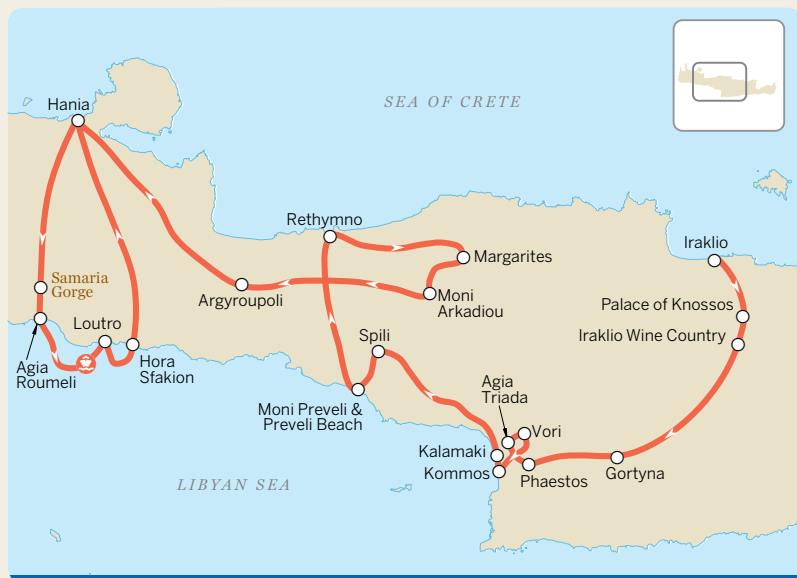 SEA OF CRETE
Hania
Rethymno
Iraklio
Margarites
Samaria
Gorge
Argyroupoli
Moni
Arkadiou
Palace of Knossos
Loutro
Spili
Iraklio Wine Country
Agia
Roumeli
Hora
Sfakion
Agia
Triada
Moni Preveli &
Preveli Beach
Vori
Kalamaki
Kommos
Phaestos
Gortyna
LIBYAN SEA